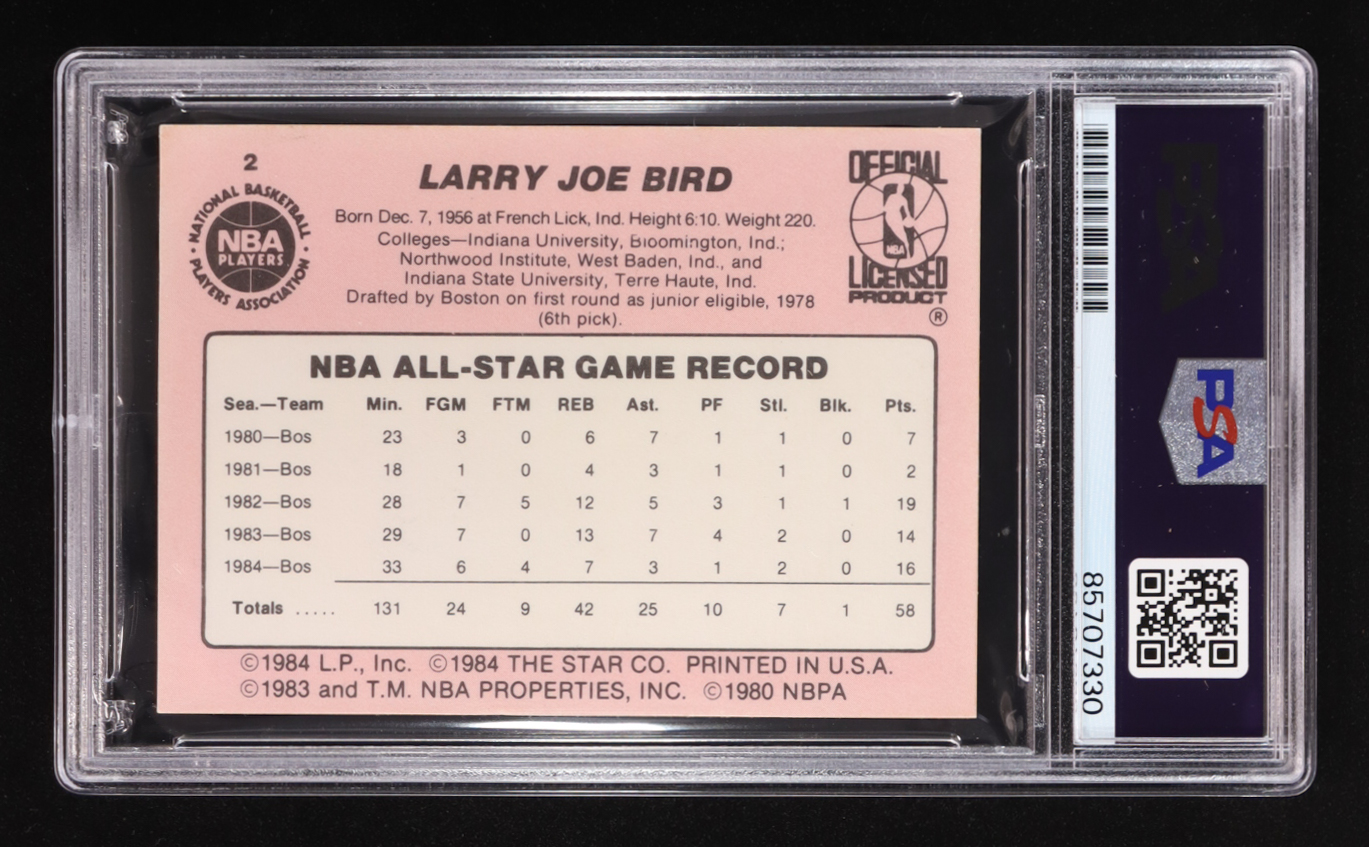 2
NATIONAL BASKETBALL
NBA
PLAYERS
PLAYERS ASSOCIATION
LARRY JOE BIRD
Born Dec. 7, 1956 at French Lick, Ind. Height 6:10. Weight 220.
Colleges—Indiana University, Bloomington, Ind.;
Northwood Institute, West Baden, Ind., and
Indiana State University, Terre Haute, Ind.
Drafted by Boston on first round as junior eligible, 1978
(6th pick).
OFFICIAL
NBA
LICENSED
PRODUCT
®
NBA ALL-STAR GAME RECORD
Sea.—Team Min. FGM FTM REB Ast. PF Stl. Blk. Pts.
1980—Bos 23 3 0 6 7 1 1 0 7
1981—Bos 18 1 0 4 3 1 1 0 2
1982—Bos 28 7 5 12 5 3 1 1 19
1983—Bos 29 7 0 13 7 4 2 0 14
1984—Bos 33 6 4 7 3 1 2 0 16
Totals ..... 131 24 9 42 25 10 7 1 58
©1984 L.P., Inc. ©1984 THE STAR CO. PRINTED IN U.S.A.
©1983 and T.M. NBA PROPERTIES, INC. ©1980 NBPA
PSA
PSA
85707330